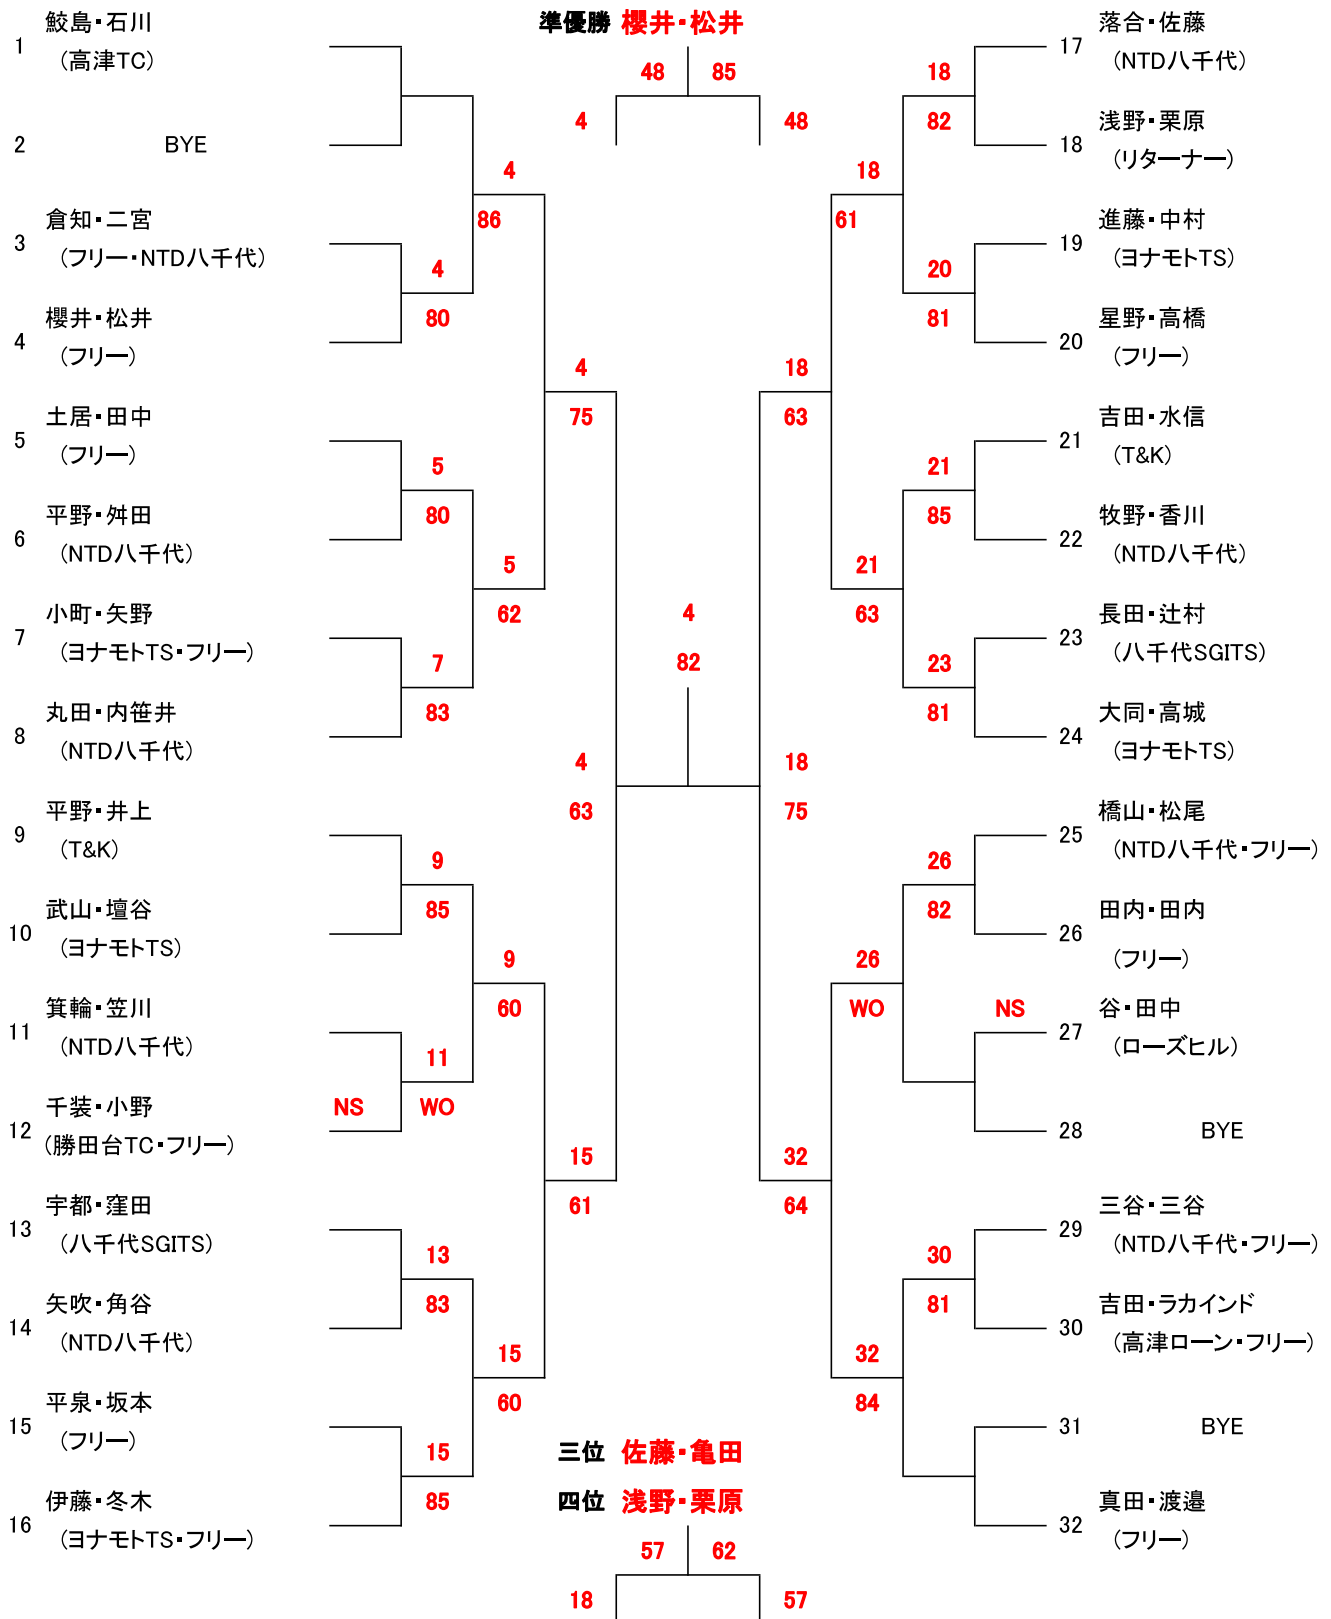 準優勝 櫻井・松井
48 85
4 48
1 鮫島・石川
(高津TC)
2 BYE
4
86
3 倉知・二宮
(フリー・NTD八千代)
4
80
4 櫻井・松井
(フリー)
4
75
5 土居・田中
(フリー)
5
80
6 平野・舛田
(NTD八千代)
5
62
7 小町・矢野
(ヨナモトTS・フリー)
7
83
8 丸田・内笹井
(NTD八千代)
4
63
9 平野・井上
(T&K)
9
85
10 武山・壇谷
(ヨナモトTS)
9
60
11 箕輪・笠川
(NTD八千代)
11
WO
12 千装・小野 NS
(勝田台TC・フリー)
15
61
13 宇都・窪田
(八千代SGITS)
13
83
14 矢吹・角谷
(NTD八千代)
15
60
15 平泉・坂本
(フリー)
15
85
16 伊藤・冬木
(ヨナモトTS・フリー)
4
82
17 落合・佐藤
(NTD八千代)
18
82
18 浅野・栗原
(リターナー)
18
61
19 進藤・中村
(ヨナモトTS)
20
81
20 星野・高橋
(フリー)
18
63
21 吉田・水信
(T&K)
21
85
22 牧野・香川
(NTD八千代)
21
63
23 長田・辻村
(八千代SGITS)
23
81
24 大同・高城
(ヨナモトTS)
18
75
25 橋山・松尾
(NTD八千代・フリー)
26
82
26 田内・田内
(フリー)
26
WO
NS 27 谷・田中
(ローズヒル)
28 BYE
32
64
29 三谷・三谷
(NTD八千代・フリー)
30
81
30 吉田・ラカインド
(高津ローン・フリー)
32
84
31 BYE
32 真田・渡邉
(フリー)
三位 佐藤・亀田
四位 浅野・栗原
57 62
18 57